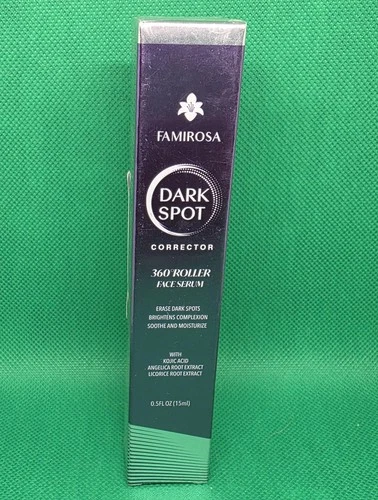 FAMIROSA
DARK
SPOT
CORRECTOR
360° ROLLER
FACE SERUM
ERASE DARK SPOTS
BRIGHTENS COMPLEXION
SOOTHE AND MOISTURIZE
WITH
KOJIC ACID
ANGELICA ROOT EXTRACT
LICORICE ROOT EXTRACT
0.5FL OZ (15ml)